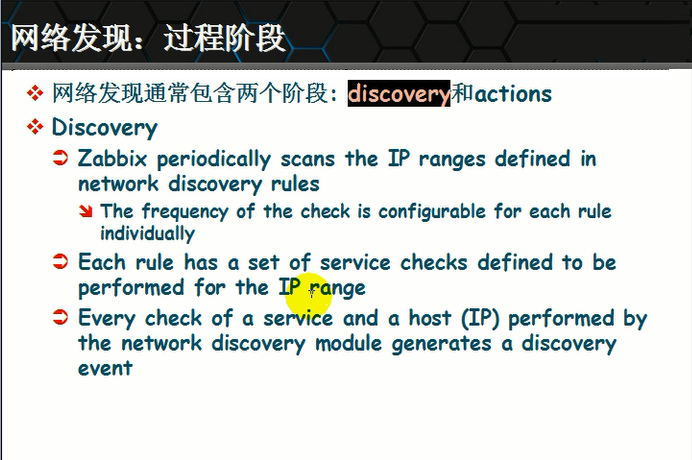 网络发现：过程阶段
网络发现通常包含两个阶段：discovery和actions
Discovery
Zabbix periodically scans the IP ranges defined in
network discovery rules
The frequency of the check is configurable for each rule
individually
Each rule has a set of service checks defined to be
performed for the IP range
Every check of a service and a host (IP) performed by
the network discovery module generates a discovery
event